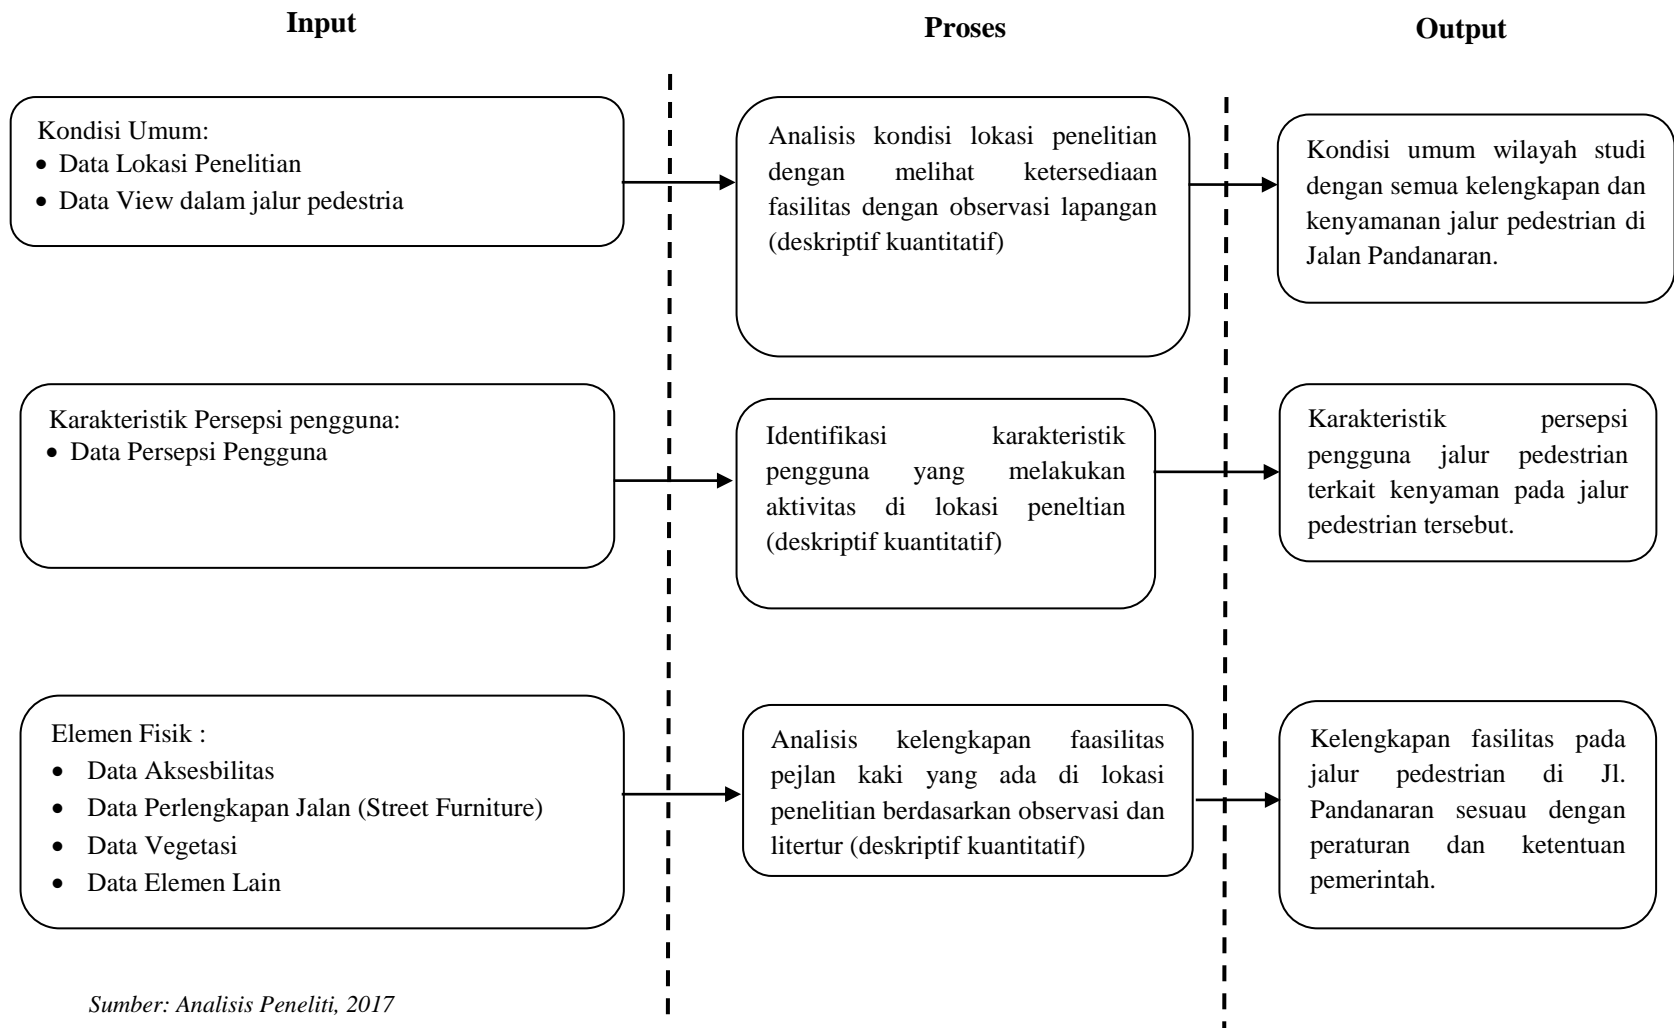 Input
Proses
Output
Kondisi Umum:
• Data Lokasi Penelitian
• Data View dalam jalur pedestria
Analisis kondisi lokasi penelitian
dengan melihat ketersediaan
fasilitas dengan observasi lapangan
(deskriptif kuantitatif)
Kondisi umum wilayah studi
dengan semua kelengkapan dan
kenyamanan jalur pedestrian di
Jalan Pandanaran.
Karakteristik Persepsi pengguna:
• Data Persepsi Pengguna
Identifikasi karakteristik
pengguna yang melakukan
aktivitas di lokasi peneltian
(deskriptif kuantitatif)
Karakteristik persepsi
pengguna jalur pedestrian
terkait kenyaman pada jalur
pedestrian tersebut.
Elemen Fisik :
• Data Aksesbilitas
• Data Perlengkapan Jalan (Street Furniture)
• Data Vegetasi
• Data Elemen Lain
Analisis kelengkapan faasilitas
pejlan kaki yang ada di lokasi
penelitian berdasarkan observasi dan
litertur (deskriptif kuantitatif)
Kelengkapan fasilitas pada
jalur pedestrian di Jl.
Pandanaran sesuau dengan
peraturan dan ketentuan
pemerintah.
Sumber: Analisis Peneliti, 2017